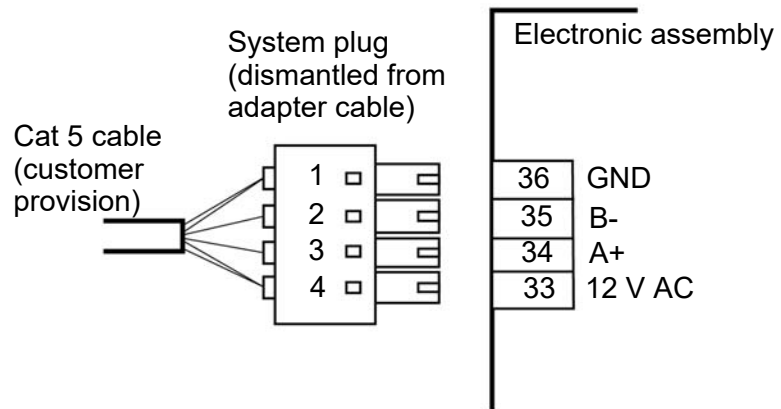 System plug
(dismantled from
adapter cable)
Electronic assembly
Cat 5 cable
(customer
provision)
1
2
3
4
36 GND
35 B-
34 A+
33 12 V AC